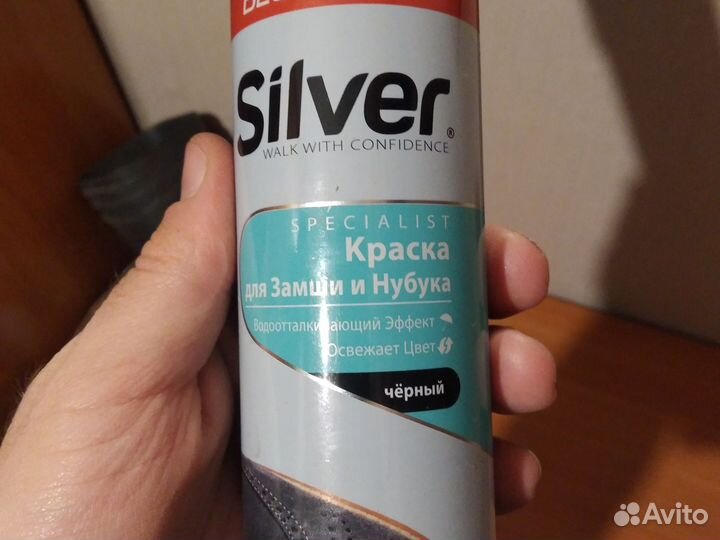 Silver®
WALK WITH CONFIDENCE
SPECIALIST
Краска
для Замши и Нубука
Водоотталкивающий Эффект
Освежает Цвет
чёрный
Avito